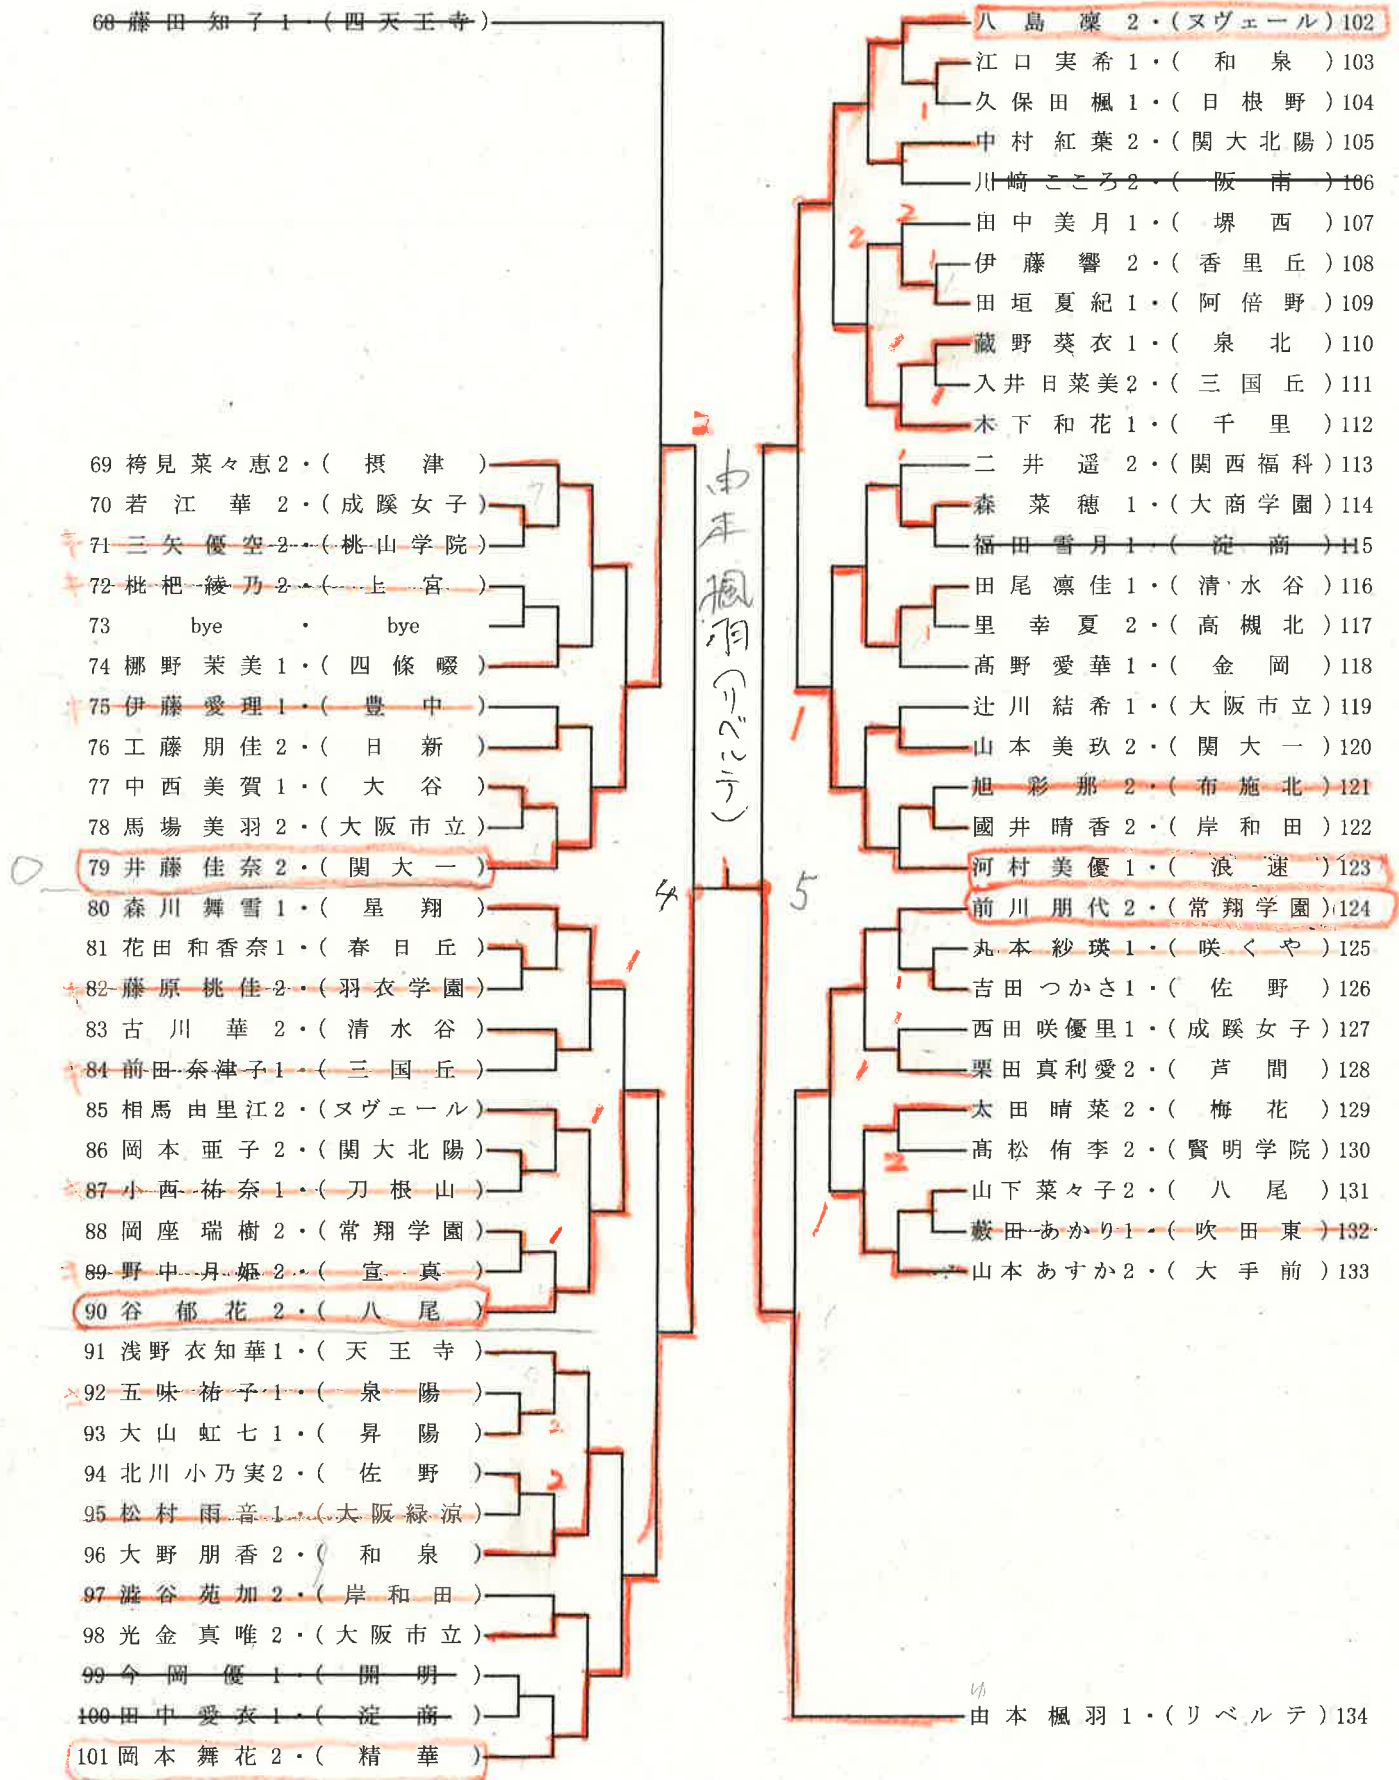 68 藤田知子1・(四天王寺)
69 袴見菜々恵2・(摂津)
70 若江華2・(成蹊女子)
71 三矢優空2・(桃山学院)
72 枇杷綾乃2・(上宮)
73 bye・bye
74 梛野茉美1・(四條畷)
75 伊藤愛理1・(豊中)
76 工藤朋佳2・(日新)
77 中西美賀1・(大谷)
78 馬場美羽2・(大阪市立)
79 井藤佳奈2・(関大一)
80 森川舞雪1・(星翔)
81 花田和香奈1・(春日丘)
82 藤原桃佳2・(羽衣学園)
83 古川華2・(清水谷)
84 前田奈津子1・(三国丘)
85 相馬由里江2・(ヌヴェール)
86 岡本亜子2・(関大北陽)
87 小西祐奈1・(刀根山)
88 岡座瑞樹2・(常翔学園)
89 野中月姫2・(宣真)
90 谷郁花2・(八尾)
91 浅野衣知華1・(天王寺)
92 五味祐子1・(泉陽)
93 大山虹七1・(昇陽)
94 北川小乃実2・(佐野)
95 松村雨音1・(大阪緑涼)
96 大野朋香2・(和泉)
97 澁谷苑加2・(岸和田)
98 光金真唯2・(大阪市立)
99 今岡優1・(開明)
100 田中愛衣1・(淀商)
101 岡本舞花2・(精華)
2
由本楓羽(リベルテ)
4
1
5
八島凜2・(ヌヴェール)102
江口実希1・(和泉)103
久保田楓1・(日根野)104
中村紅葉2・(関大北陽)105
川﨑こころ2・(阪南)106
田中美月1・(堺西)107
伊藤響2・(香里丘)108
田垣夏紀1・(阿倍野)109
蔵野葵衣1・(泉北)110
入井日菜美2・(三国丘)111
木下和花1・(千里)112
二井遥2・(関西福科)113
森菜穂1・(大商学園)114
福田雪月1・(淀商)115
田尾凛佳1・(清水谷)116
里幸夏2・(高槻北)117
髙野愛華1・(金岡)118
辻川結希1・(大阪市立)119
山本美玖2・(関大一)120
旭彩那2・(布施北)121
國井晴香2・(岸和田)122
河村美優1・(浪速)123
前川朋代2・(常翔学園)124
丸本紗瑛1・(咲くや)125
吉田つかさ1・(佐野)126
西田咲優里1・(成蹊女子)127
栗田真利愛2・(芦間)128
太田晴菜2・(梅花)129
髙松侑李2・(賢明学院)130
山下菜々子2・(八尾)131
藪田あかり1・(吹田東)132
山本あすか2・(大手前)133
由本楓羽1・(リベルテ)134